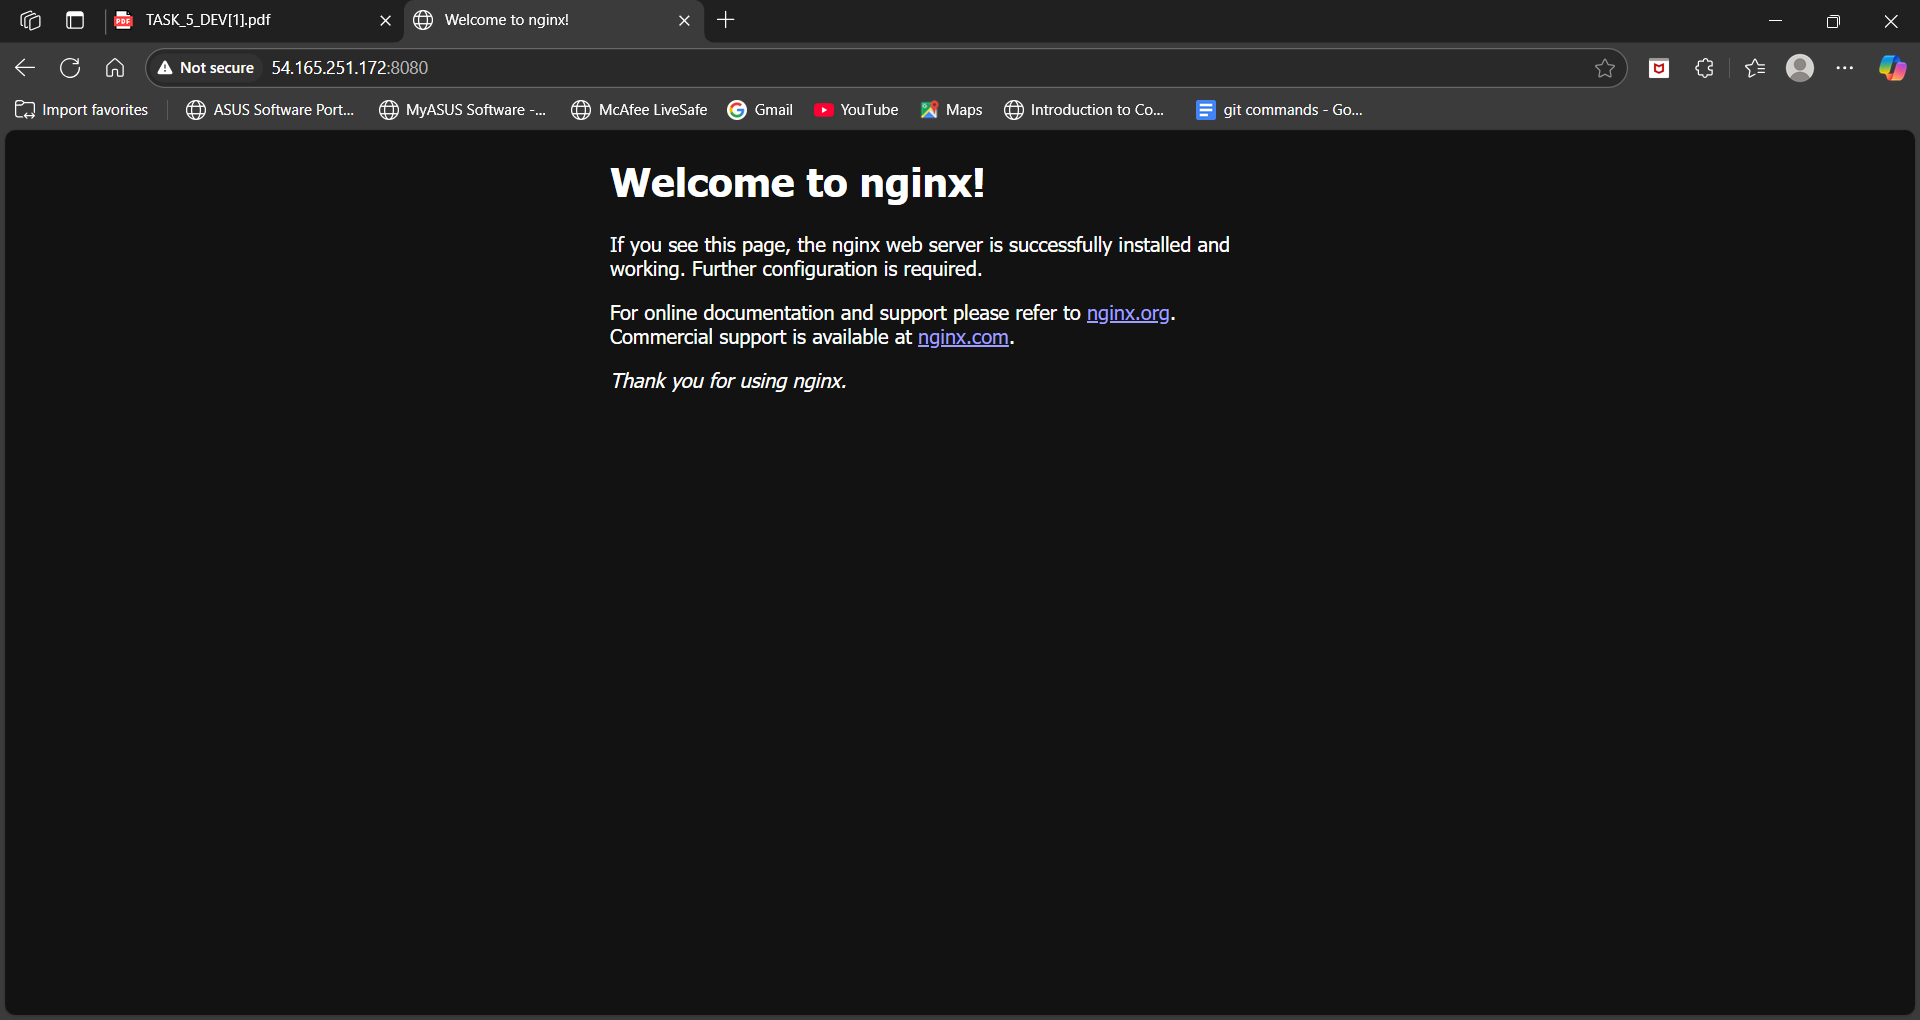 TASK_5_DEV[1].pdf
Welcome to nginx!
Not secure 54.165.251.172:8080
Import favorites ASUS Software Port... MyASUS Software -... McAfee LiveSafe Gmail YouTube Maps Introduction to Co... git commands - Go...
Welcome to nginx!
If you see this page, the nginx web server is successfully installed and
working. Further configuration is required.
For online documentation and support please refer to nginx.org.
Commercial support is available at nginx.com.
Thank you for using nginx.